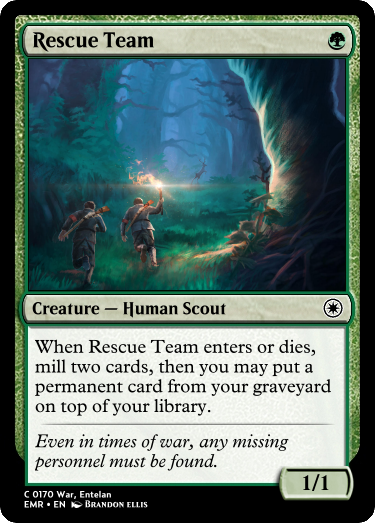 Rescue Team
Creature — Human Scout
When Rescue Team enters or dies,
mill two cards, then you may put a
permanent card from your graveyard
on top of your library.
Even in times of war, any missing
personnel must be found.
1/1
C 0170 War, Entelan
EMR • EN Brandon Ellis